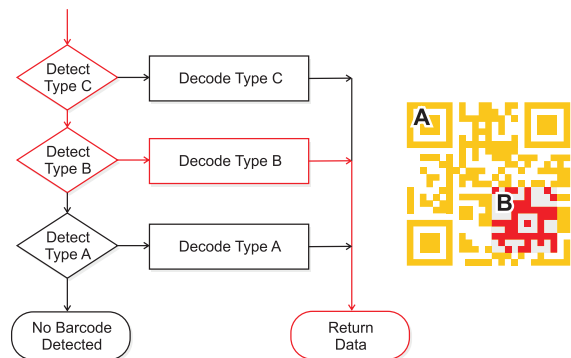 Detect
Type C
Decode Type C
Detect
Type B
Decode Type B
Detect
Type A
Decode Type A
No Barcode
Detected
Return
Data
A
B